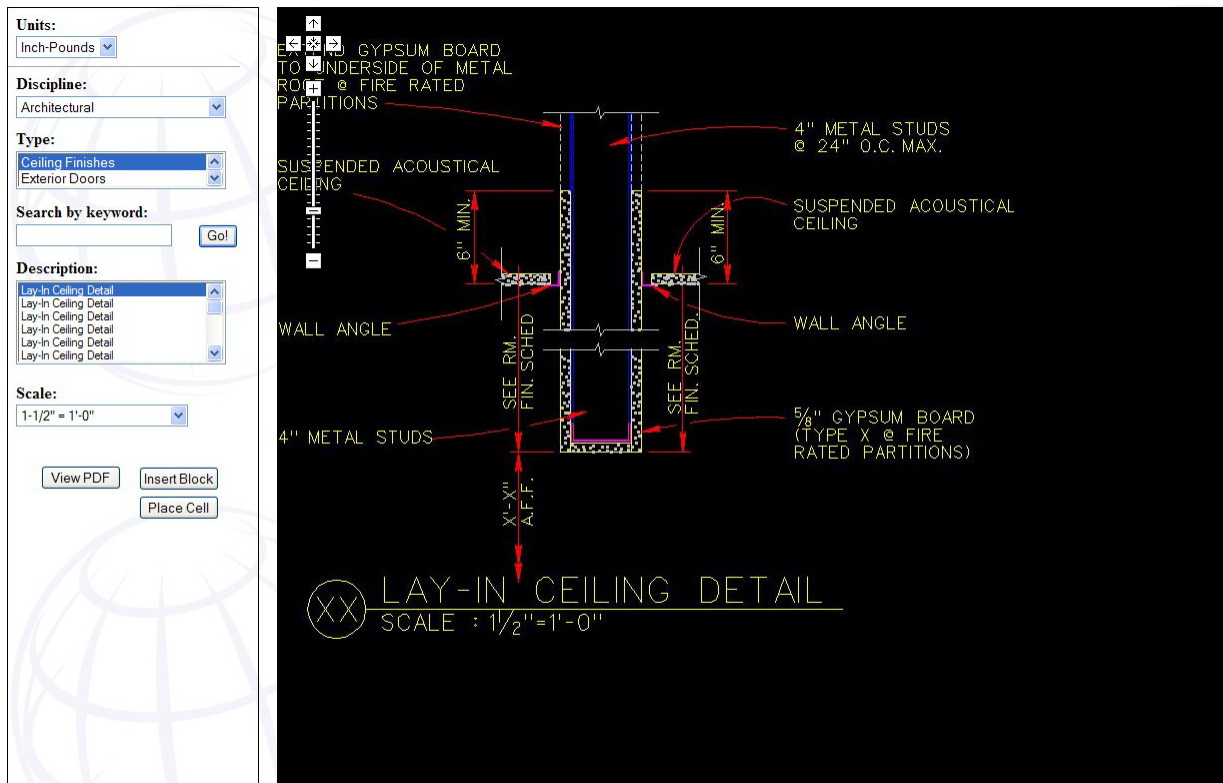 Units:
Inch-Pounds
Discipline:
Architectural
Type:
Ceiling Finishes
Exterior Doors
Search by keyword:
Go!
Description:
Lay-In Ceiling Detail
Lay-In Ceiling Detail
Lay-In Ceiling Detail
Lay-In Ceiling Detail
Lay-In Ceiling Detail
Lay-In Ceiling Detail
Scale:
1-1/2" = 1'-0"
View PDF
Insert Block
Place Cell
GYPSUM BOARD
TO UNDERSIDE OF METAL
@ FIRE RATED
PARTITIONS
4" METAL STUDS
@ 24" O.C. MAX.
SUSPENDED ACOUSTICAL
CEILING
SUSPENDED ACOUSTICAL
CEILING
6" MIN.
6" MIN.
WALL ANGLE
WALL ANGLE
SEE RM.
FIN. SCHED
SEE RM.
FIN. SCHED.
4" METAL STUDS
5/8" GYPSUM BOARD
(TYPE X @ FIRE
RATED PARTITIONS)
X'-X"
A.F.F.
XX
LAY-IN CEILING DETAIL
SCALE : 1 1/2"=1'-0"